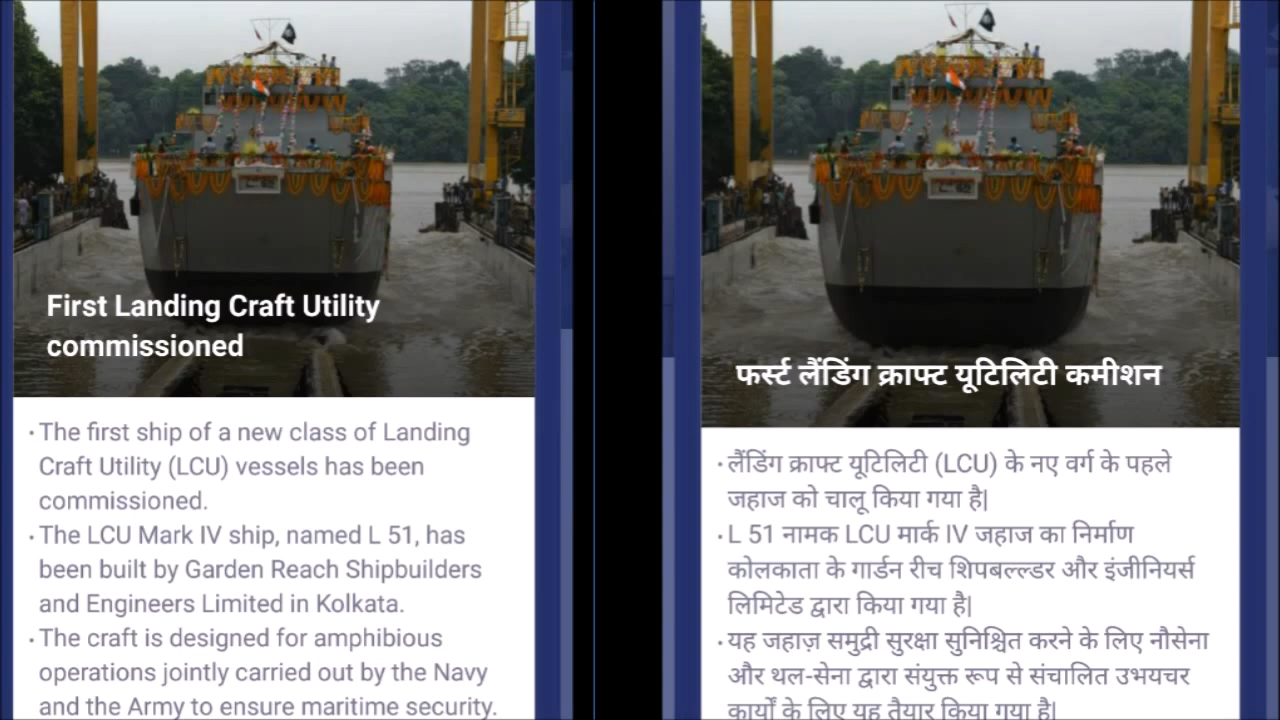 First Landing Craft Utility
commissioned
· The first ship of a new class of Landing
Craft Utility (LCU) vessels has been
commissioned.
· The LCU Mark IV ship, named L 51, has
been built by Garden Reach Shipbuilders
and Engineers Limited in Kolkata.
· The craft is designed for amphibious
operations jointly carried out by the Navy
and the Army to ensure maritime security.
फर्स्ट लैंडिंग क्राफ्ट यूटिलिटी कमीशन
· लैंडिंग क्राफ्ट यूटिलिटी (LCU) के नए वर्ग के पहले
जहाज को चालू किया गया है|
· L 51 नामक LCU मार्क IV जहाज का निर्माण
कोलकाता के गार्डन रीच शिपबल्ल्डर और इंजीनियर्स
लिमिटेड द्वारा किया गया है|
· यह जहाज़ समुद्री सुरक्षा सुनिश्चित करने के लिए नौसेना
और थल-सेना द्वारा संयुक्त रूप से संचालित उभयचर
कार्यों के लिए यह तैयार किया गया है|